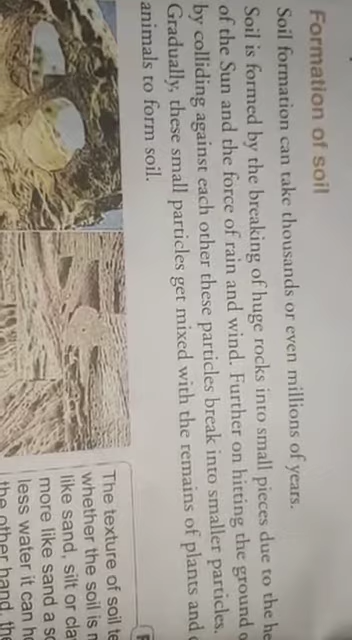 Formation of soil
Soil formation can take thousands or even millions of years.
Soil is formed by the breaking of huge rocks into small pieces due to the
of the Sun and the force of rain and wind. Further on hitting the ground
by colliding against each other these particles break into smaller particles.
Gradually, these small particles get mixed with the remains of plants and
animals to form soil.
The texture of soil
whether the soil is
like sand, silt or
more like sand a
less water it can
the other hand,